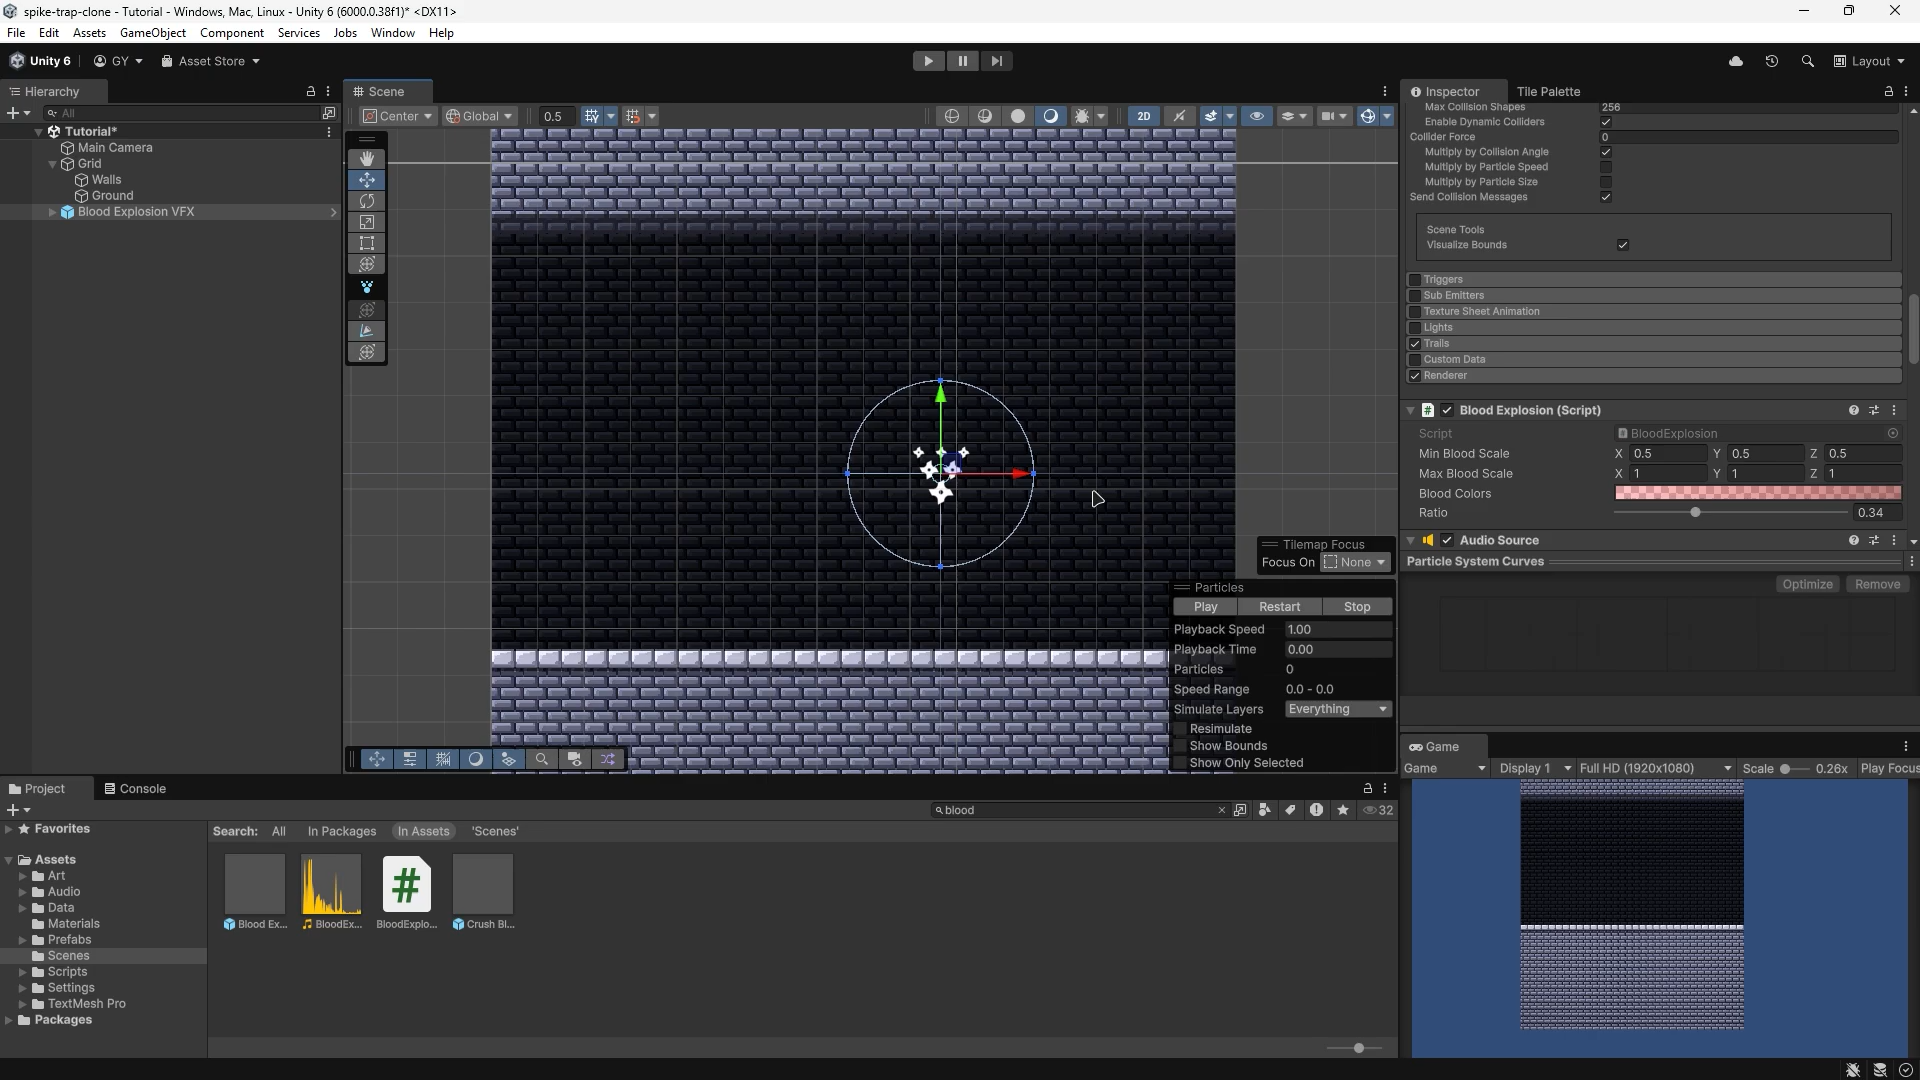 spike-trap-clone - Tutorial - Windows, Mac, Linux - Unity 6 (6000.0.38f1)* <DX11>
File Edit Assets GameObject Component Services Jobs Window Help
Unity 6 GY Asset Store Layout
Hierarchy
All
Tutorial*
Main Camera
Grid
Walls
Ground
Blood Explosion VFX
Scene
Center Global 0.5 2D
Tilemap Focus
Focus On None
Particles
Play Restart Stop
Playback Speed 1.00
Playback Time 0.00
Particles 0
Speed Range 0.0 - 0.0
Simulate Layers Everything
Resimulate
Show Bounds
Show Only Selected
Inspector Tile Palette
Max Collision Shapes 256
Enable Dynamic Colliders
Collider Force 0
Multiply by Collision Angle
Multiply by Particle Speed
Multiply by Particle Size
Send Collision Messages
Scene Tools
Visualize Bounds
Triggers
Sub Emitters
Texture Sheet Animation
Lights
Trails
Custom Data
Renderer
# Blood Explosion (Script)
Script BloodExplosion
Min Blood Scale X 0.5 Y 0.5 Z 0.5
Max Blood Scale X 1 Y 1 Z 1
Blood Colors
Ratio 0.34
Audio Source
Particle System Curves
Optimize Remove
Game
Game Display 1 Full HD (1920x1080) Scale 0.26x Play Focus
Project Console
blood
32
Favorites
Assets
Art
Audio
Data
Materials
Prefabs
Scenes
Scripts
Settings
TextMesh Pro
Packages
Search: All In Packages In Assets 'Scenes'
#
Blood Ex... BloodEx... BloodExplo... Crush Bl...